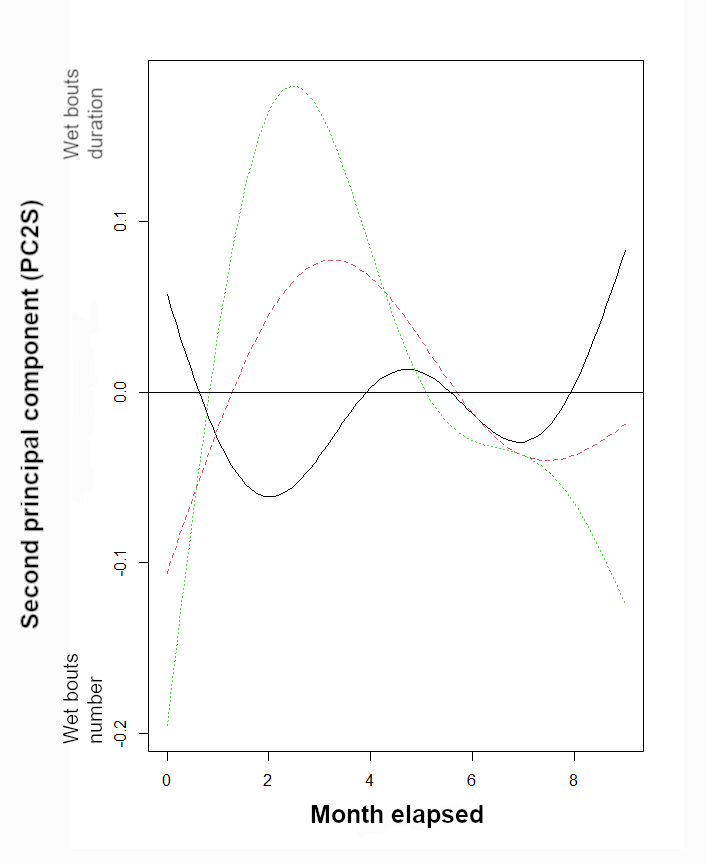 Wet bouts
duration
Second principal component (PC2S)
Wet bouts
number
0.1
0.0
-0.1
-0.2
0 2 4 6 8
Month elapsed